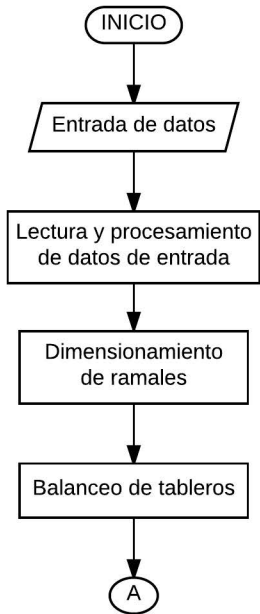 INICIO
Entrada de datos
Lectura y procesamiento
de datos de entrada
Dimensionamiento
de ramales
Balanceo de tableros
A